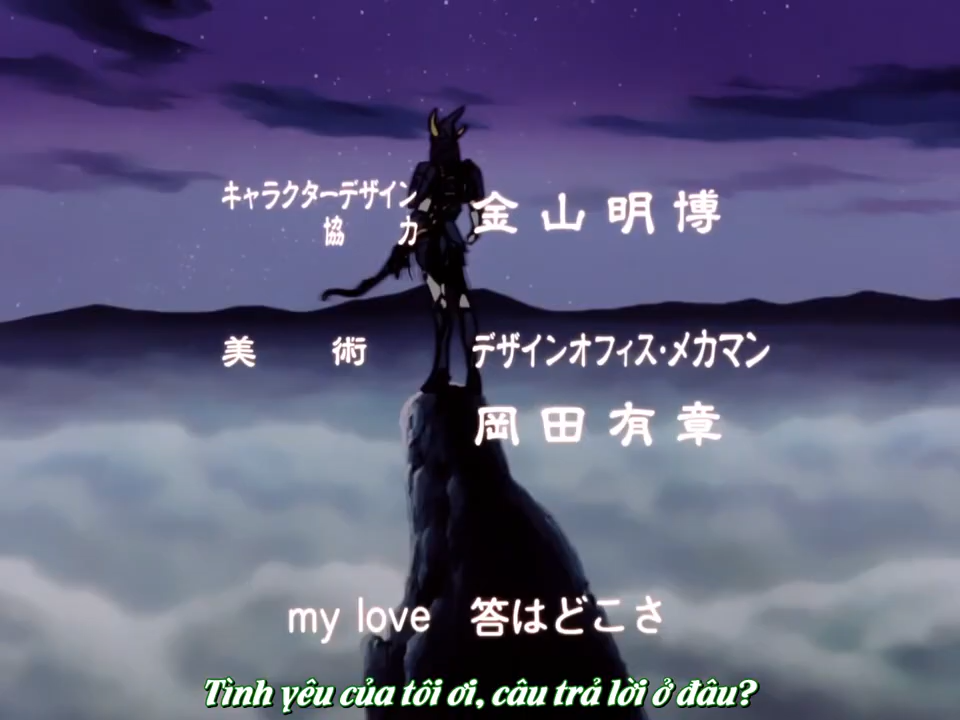 キャラクターデザイン
協力 金山明博
美術 デザインオフィス・メカマン
岡田有章
my love 答はどこさ
Tình yêu của tôi ơi, câu trả lời ở đâu?